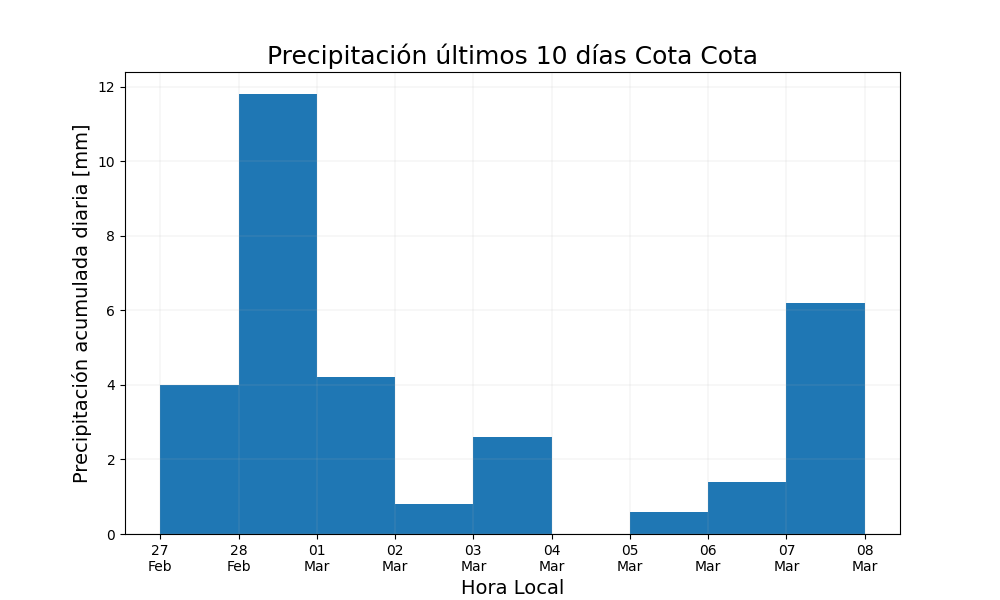 Precipitación últimos 10 días Cota Cota
Precipitación acumulada diaria [mm]
12
10
8
6
4
2
0
27 28 01 02 03 04 05 06 07 08
Feb Feb Mar Mar Mar Mar Mar Mar Mar Mar
Hora Local